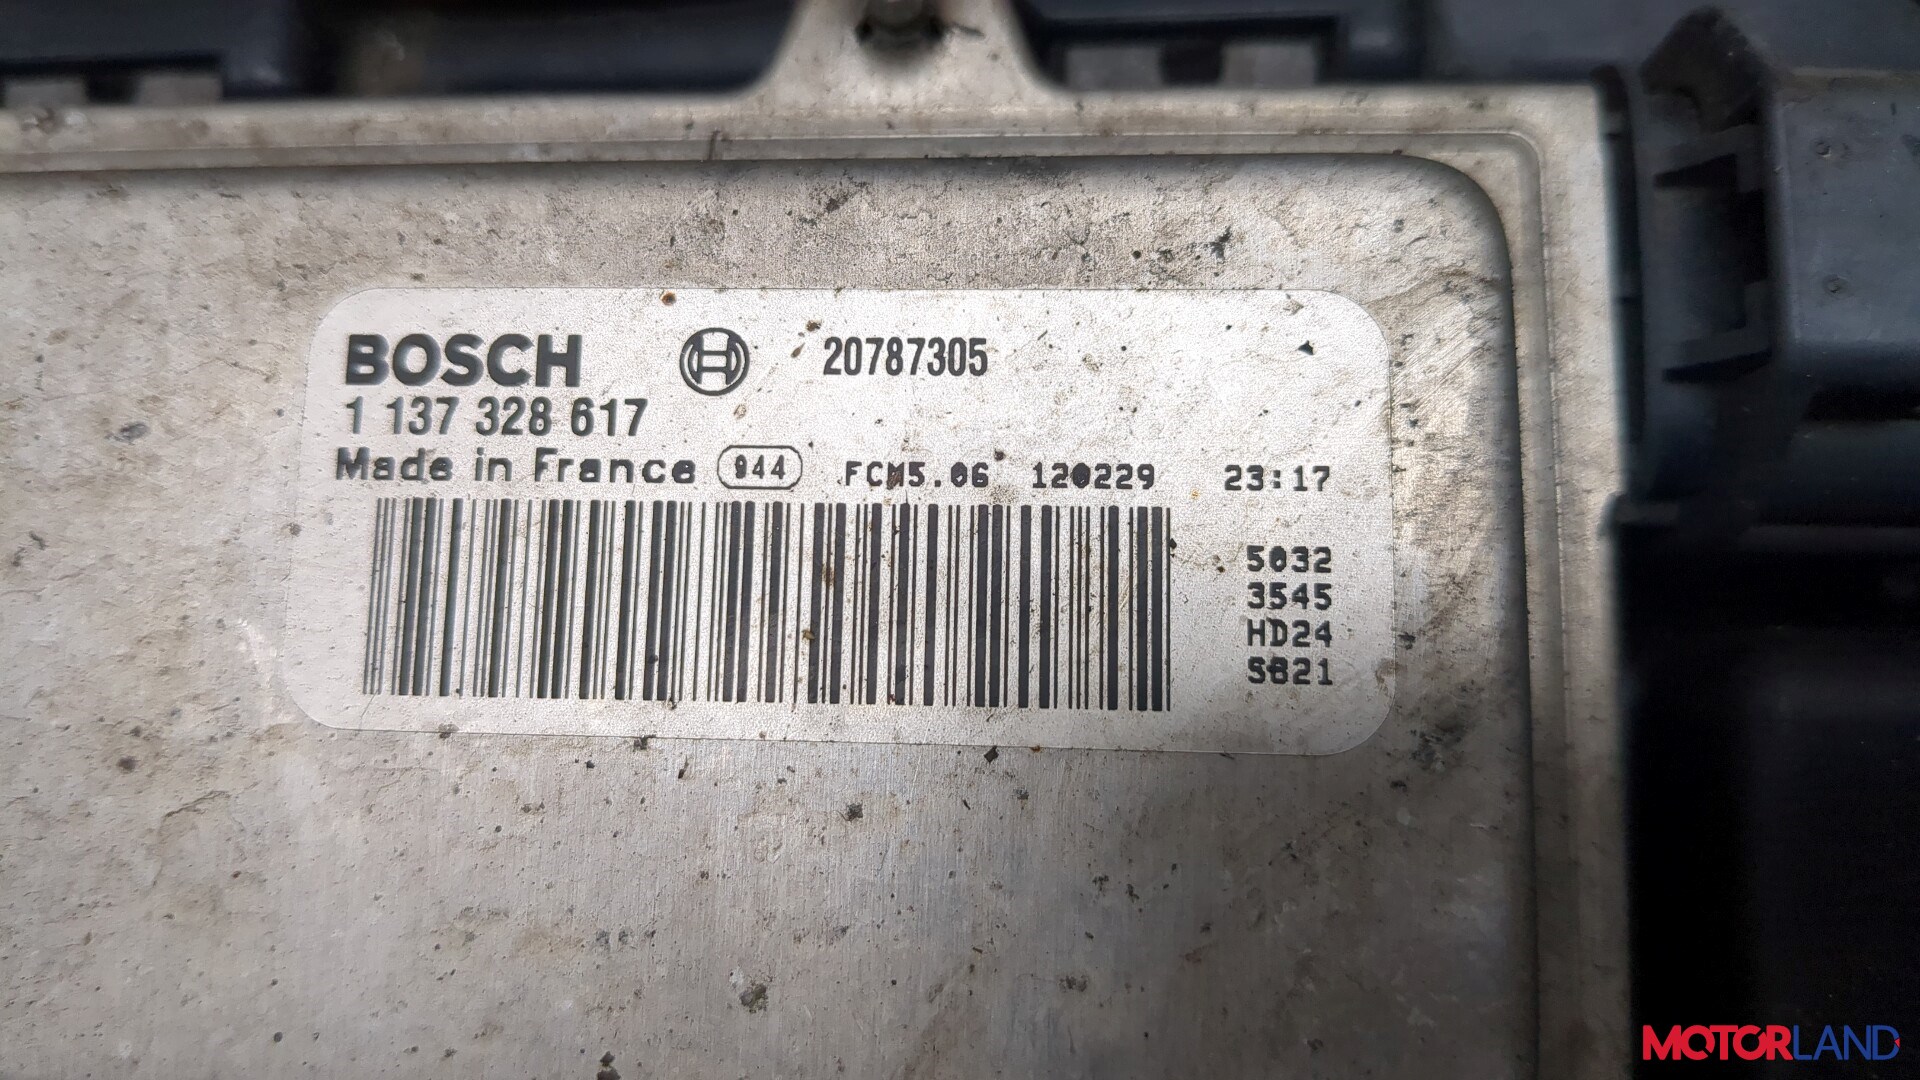 BOSCH 20787305
1 137 328 617
Made in France 944 FCM5.06 120229 23:17
5032
3545
HD24
S821
MOTORLAND